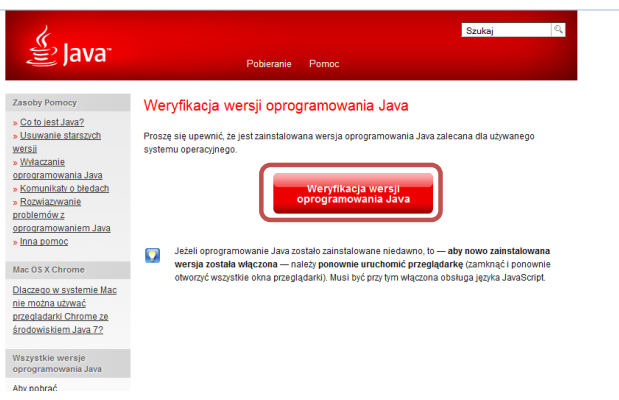 Java™
Szukaj
Pobieranie Pomoc
Zasoby Pomocy
» Co to jest Java?
» Usuwanie starszych
wersji
» Wyłączanie
oprogramowania Java
» Komunikaty o błędach
» Rozwiązywanie
problemów z
oprogramowaniem Java
» Inna pomoc
Mac OS X Chrome
Dlaczego w systemie Mac
nie można używać
przeglądarki Chrome ze
środowiskiem Java 7?
Wszystkie wersje
oprogramowania Java
Aby pobrać
Weryfikacja wersji oprogramowania Java
Proszę się upewnić, że jest zainstalowana wersja oprogramowania Java zalecana dla używanego
systemu operacyjnego.
Weryfikacja wersji
oprogramowania Java
Jeżeli oprogramowanie Java zostało zainstalowane niedawno, to — aby nowo zainstalowana
wersja została włączona — należy ponownie uruchomić przeglądarkę (zamknąć i ponownie
otworzyć wszystkie okna przeglądarki). Musi być przy tym włączona obsługa języka JavaScript.